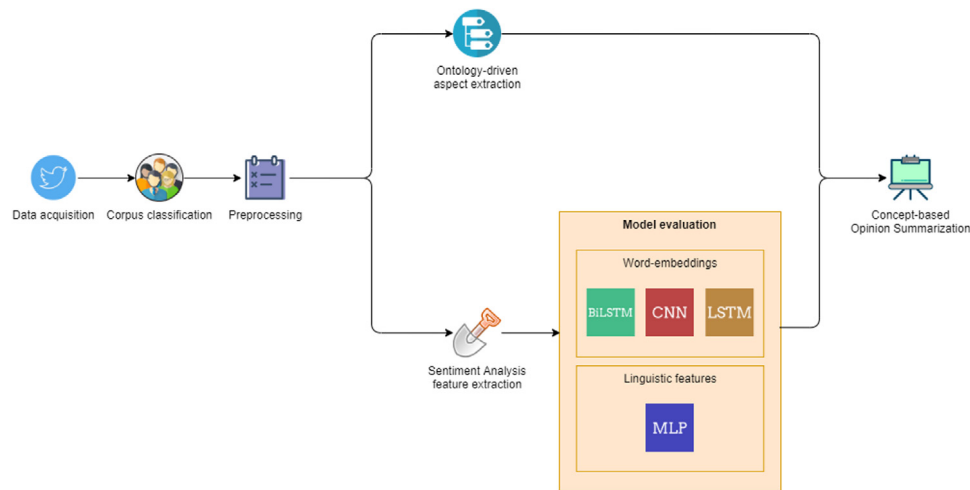 Ontology-driven
aspect extraction
Data acquisition
Corpus classification
Preprocessing
Concept-based
Opinion Summarization
Model evaluation
Word-embeddings
BiLSTM
CNN
LSTM
Sentiment Analysis
feature extraction
Linguistic features
MLP